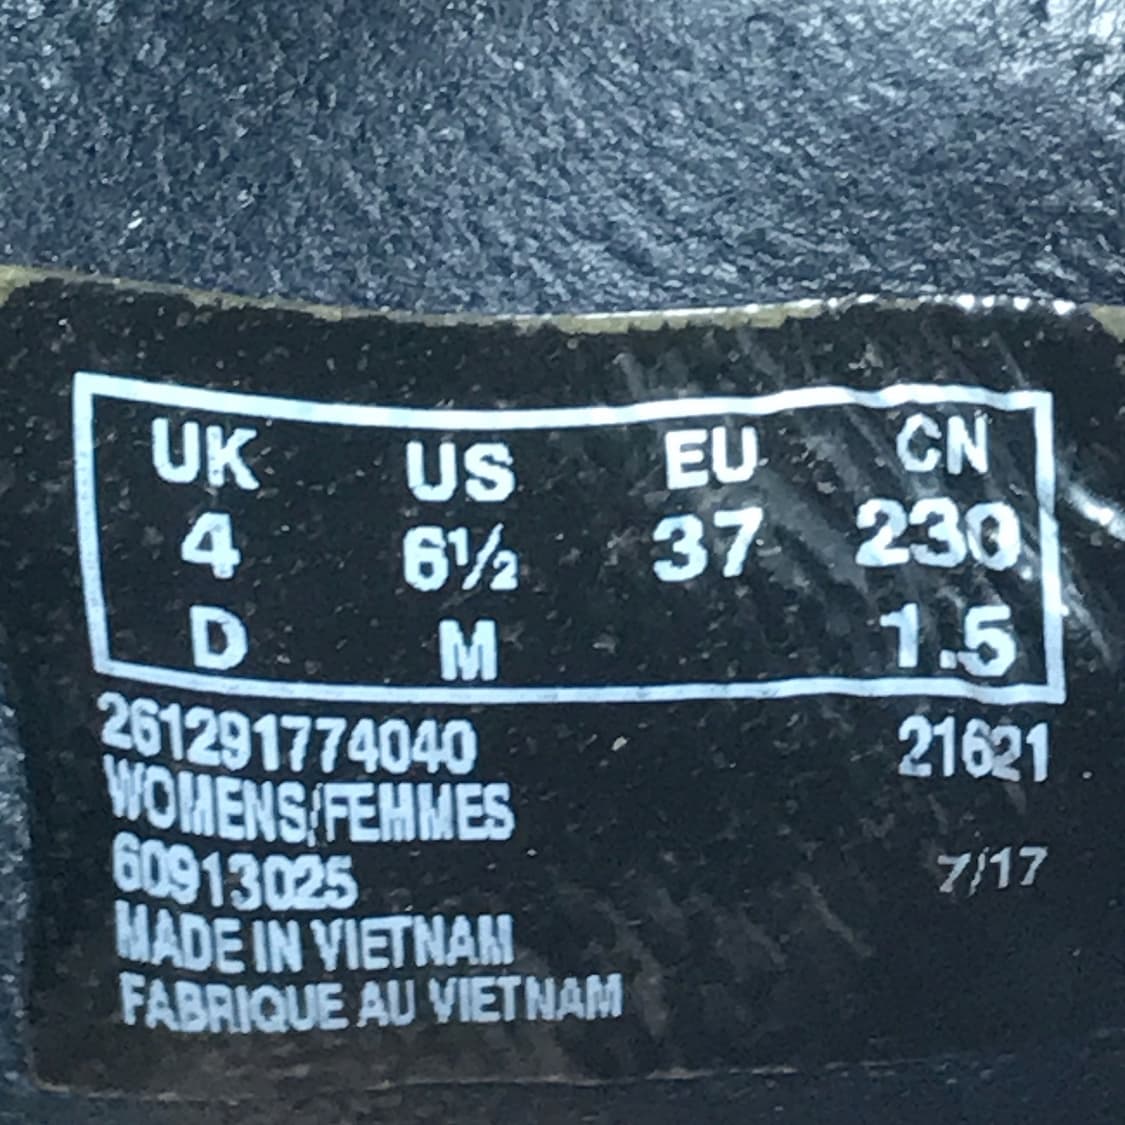 UK US EU CN
4 6½ 37 230
D M 1.5
261291774040 21621
WOMENS/FEMMES
60913025 7/17
MADE IN VIETNAM
FABRIQUE AU VIETNAM